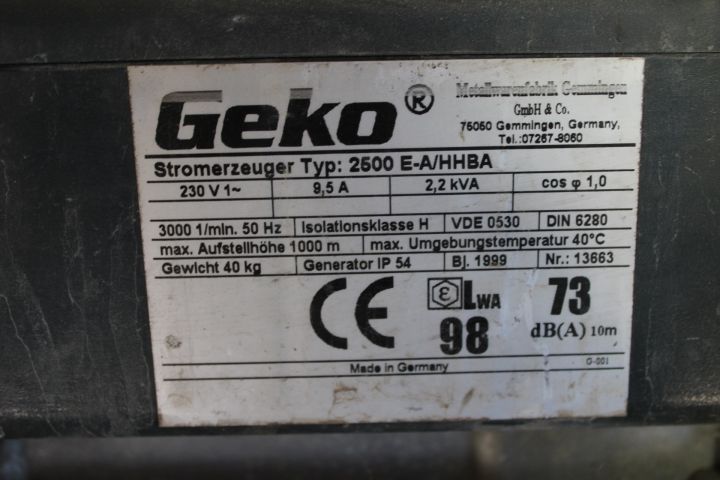 Geko® Metallwarenfabrik Gemmingen
GmbH & Co.
75050 Gemmingen, Germany,
Tel.:07267-8060
Stromerzeuger Typ: 2500 E-A/HHBA
230 V 1~ 9,5 A 2,2 kVA cos φ 1,0
3000 1/min. 50 Hz Isolationsklasse H VDE 0530 DIN 6280
max. Aufstellhöhe 1000 m max. Umgebungstemperatur 40°C
Gewicht 40 kg Generator IP 54 Bj. 1999 Nr.: 13663
CE ε LWA 73
98 dB(A) 10m
Made in Germany G-001